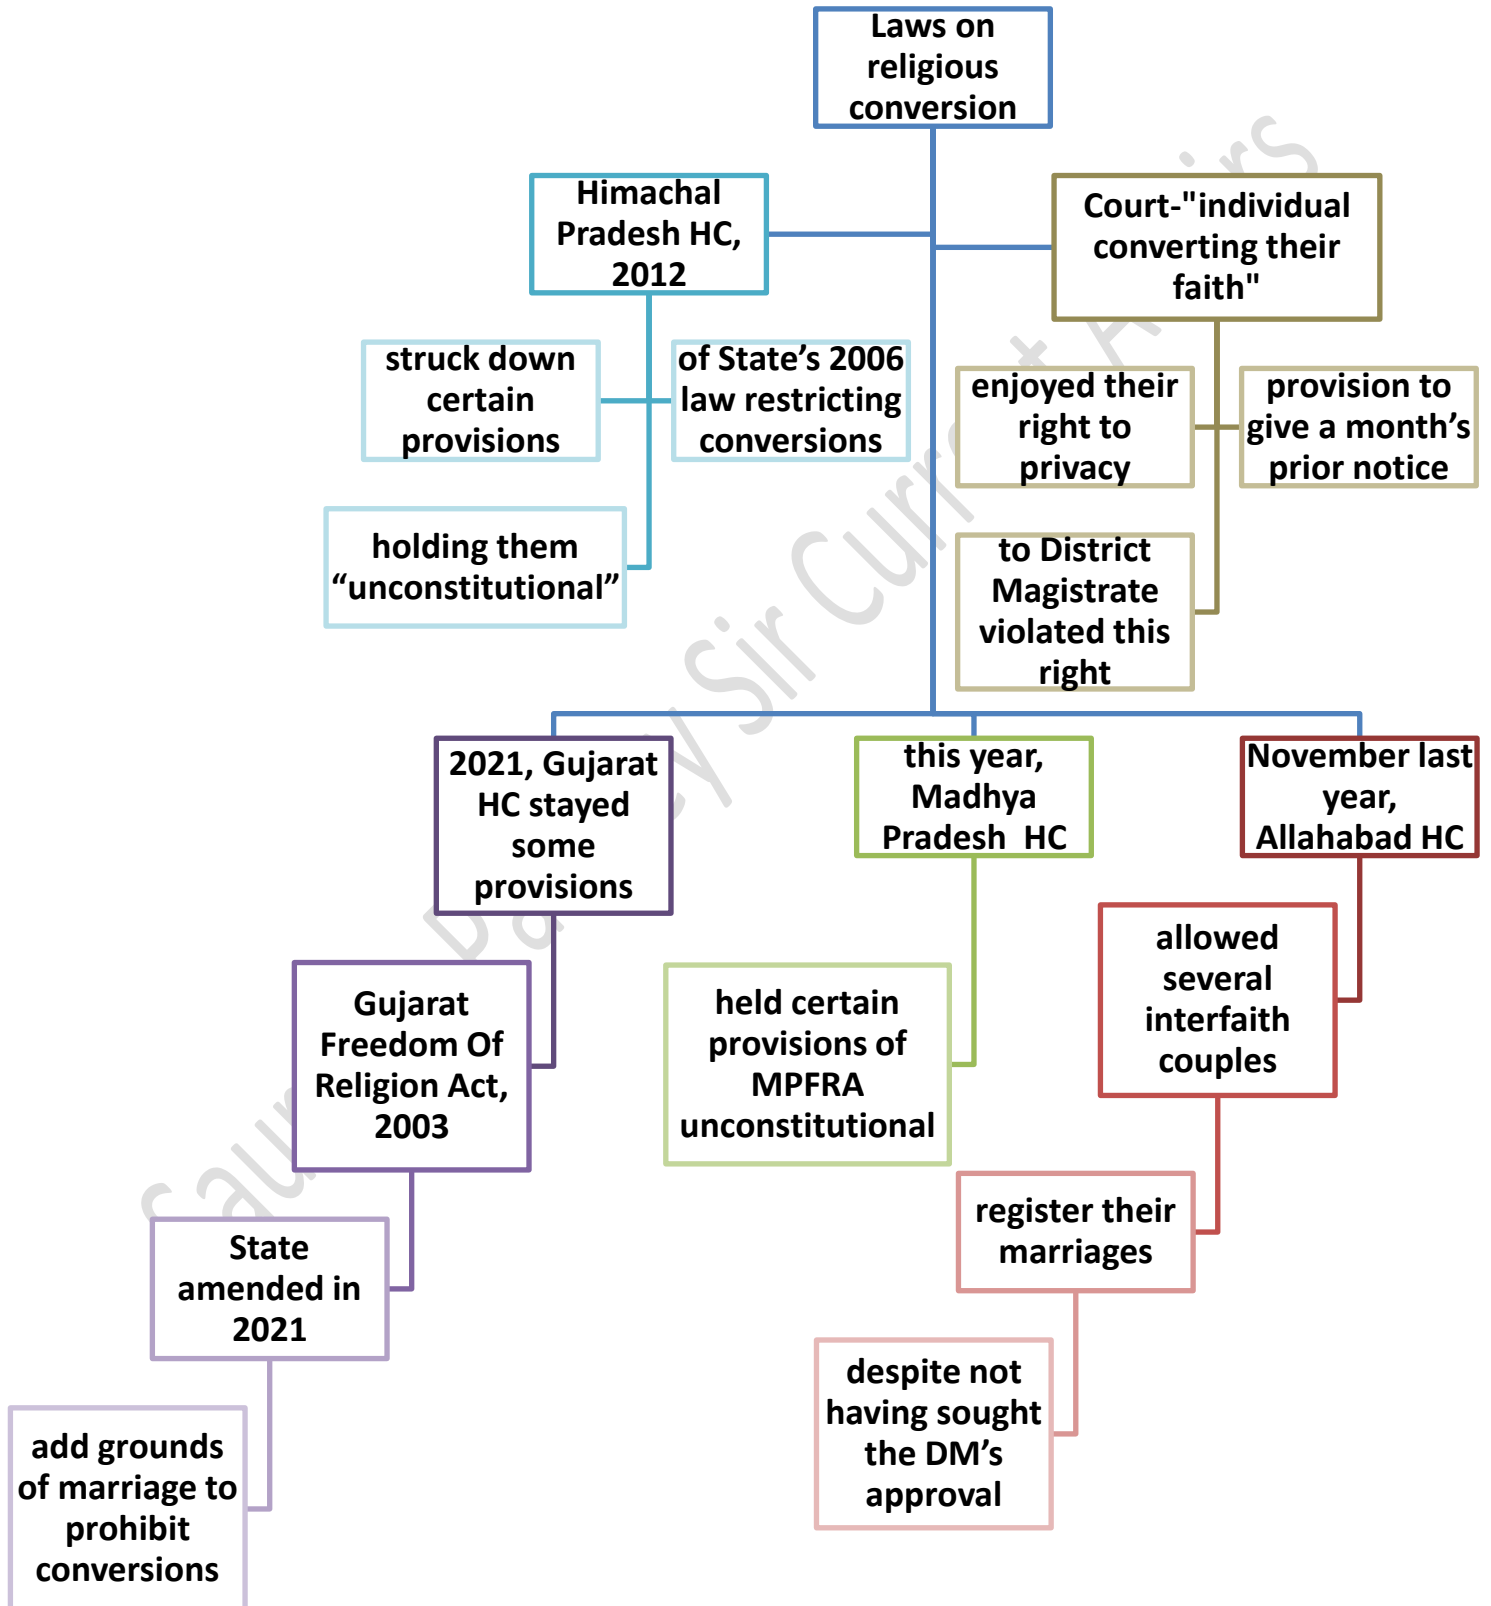 Laws on
religious
conversion
Himachal
Pradesh HC,
2012
struck down
certain
provisions
of State’s 2006
law restricting
conversions
holding them
“unconstitutional”
Court-"individual
converting their
faith"
enjoyed their
right to
privacy
provision to
give a month’s
prior notice
to District
Magistrate
violated this
right
2021, Gujarat
HC stayed
some
provisions
Gujarat
Freedom Of
Religion Act,
2003
State
amended in
2021
add grounds
of marriage to
prohibit
conversions
this year,
Madhya
Pradesh HC
held certain
provisions of
MPFRA
unconstitutional
November last
year,
Allahabad HC
allowed
several
interfaith
couples
register their
marriages
despite not
having sought
the DM’s
approval